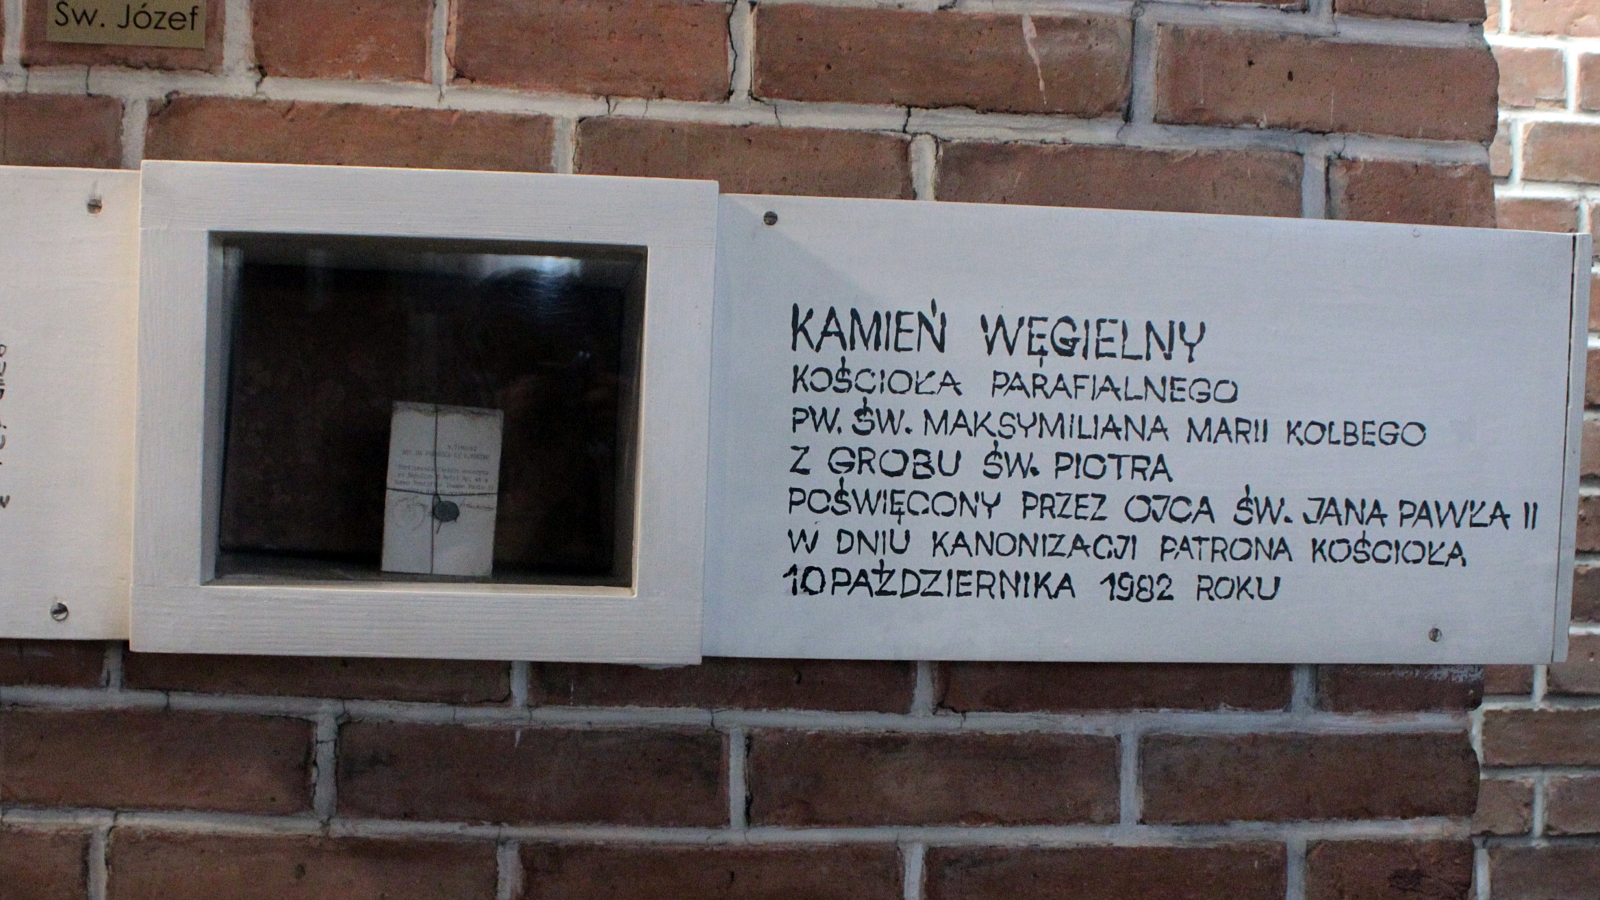 Św. Józef
KAMIEŃ WĘGIELNY
KOŚCIOŁA PARAFIALNEGO
PW. ŚW. MAKSYMILIANA MARII KOLBEGO
Z GROBU ŚW. PIOTRA
POŚWIĘCONY PRZEZ OJCA ŚW. JANA PAWŁA II
W DNIU KANONIZACJI PATRONA KOŚCIOŁA
10 PAŹDZIERNIKA 1982 ROKU